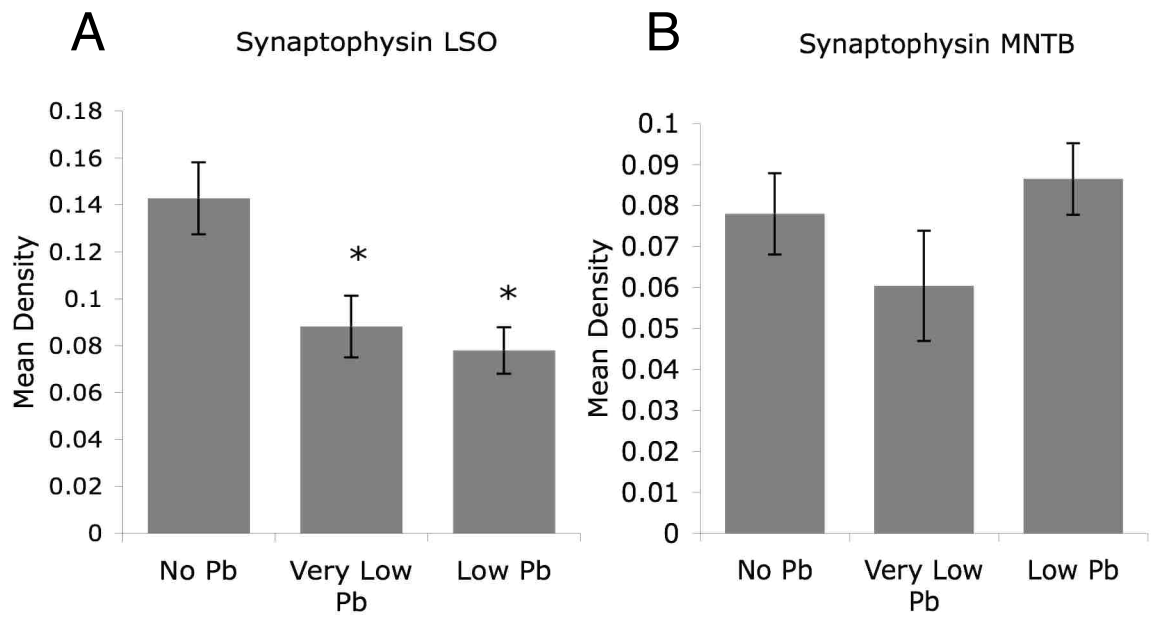 A
Synaptophysin LSO
Mean Density
0.18
0.16
0.14
0.12
0.1
0.08
0.06
0.04
0.02
0
*
*
No Pb
Very Low
Pb
Low Pb
B
Synaptophysin MNTB
Mean Density
0.1
0.09
0.08
0.07
0.06
0.05
0.04
0.03
0.02
0.01
0
No Pb
Very Low
Pb
Low Pb